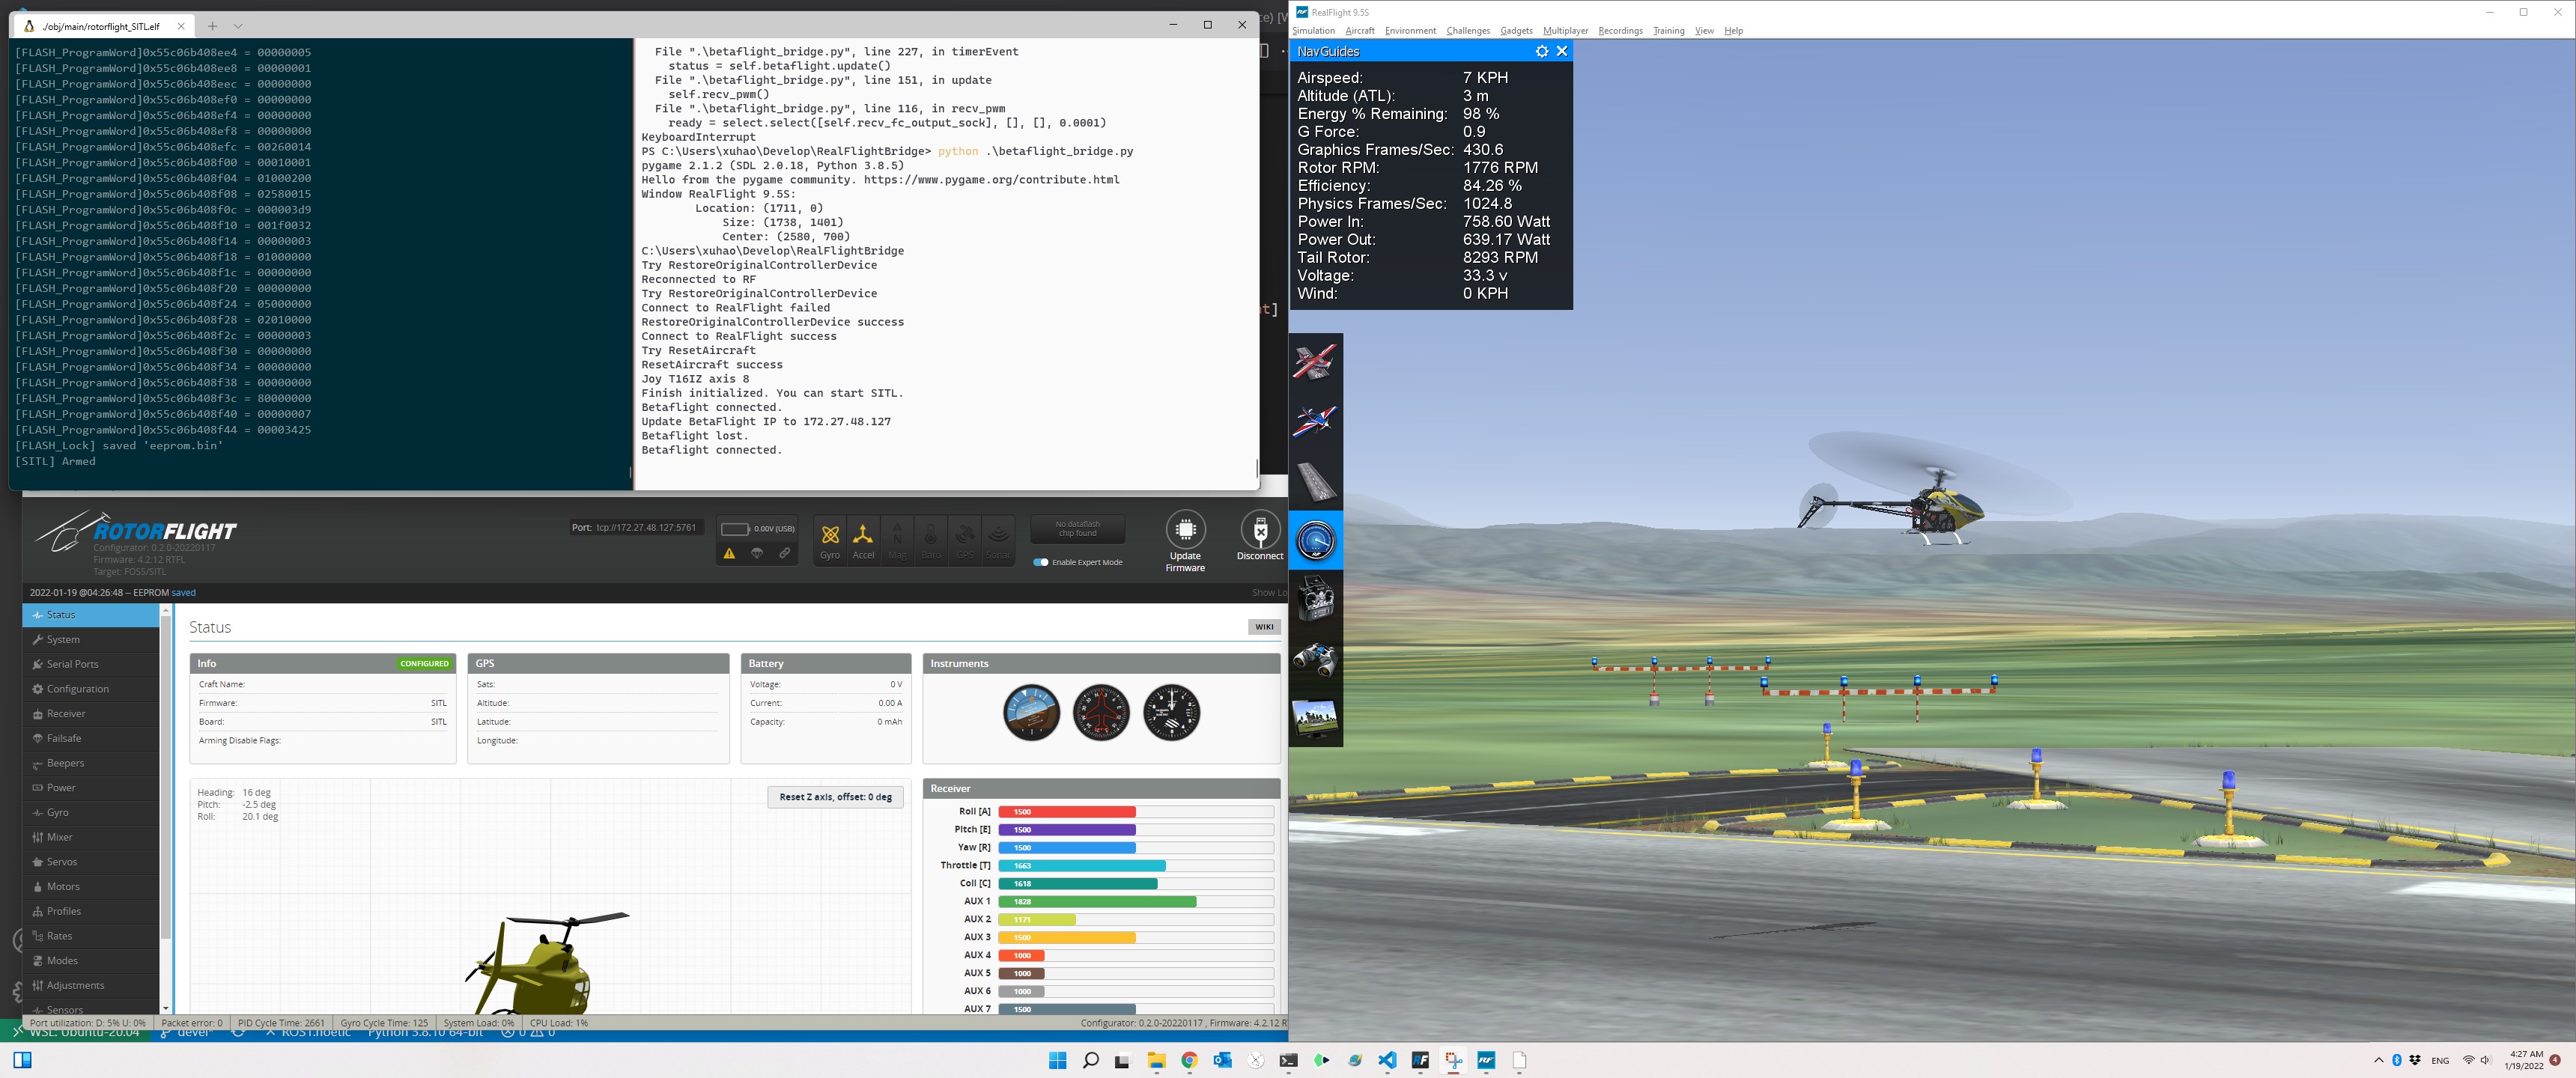 ./obj/main/rotorflight_SITL.elf
[FLASH_ProgramWord]0x55c06b408ee4 = 00000005
[FLASH_ProgramWord]0x55c06b408ee8 = 00000001
[FLASH_ProgramWord]0x55c06b408eec = 00000000
[FLASH_ProgramWord]0x55c06b408ef0 = 00000000
[FLASH_ProgramWord]0x55c06b408ef4 = 00000000
[FLASH_ProgramWord]0x55c06b408ef8 = 00000000
[FLASH_ProgramWord]0x55c06b408efc = 00260014
[FLASH_ProgramWord]0x55c06b408f00 = 00010001
[FLASH_ProgramWord]0x55c06b408f04 = 01000200
[FLASH_ProgramWord]0x55c06b408f08 = 02580015
[FLASH_ProgramWord]0x55c06b408f0c = 000003d9
[FLASH_ProgramWord]0x55c06b408f10 = 001f0032
[FLASH_ProgramWord]0x55c06b408f14 = 00000003
[FLASH_ProgramWord]0x55c06b408f18 = 01000000
[FLASH_ProgramWord]0x55c06b408f1c = 00000000
[FLASH_ProgramWord]0x55c06b408f20 = 00000000
[FLASH_ProgramWord]0x55c06b408f24 = 05000000
[FLASH_ProgramWord]0x55c06b408f28 = 02010000
[FLASH_ProgramWord]0x55c06b408f2c = 00000003
[FLASH_ProgramWord]0x55c06b408f30 = 00000000
[FLASH_ProgramWord]0x55c06b408f34 = 00000000
[FLASH_ProgramWord]0x55c06b408f38 = 00000000
[FLASH_ProgramWord]0x55c06b408f3c = 80000000
[FLASH_ProgramWord]0x55c06b408f40 = 00000007
[FLASH_ProgramWord]0x55c06b408f44 = 00003425
[FLASH_Lock] saved 'eeprom.bin'
[SITL] Armed
File ".\betaflight_bridge.py", line 227, in timerEvent
status = self.betaflight.update()
File ".\betaflight_bridge.py", line 151, in update
self.recv_pwm()
File ".\betaflight_bridge.py", line 116, in recv_pwm
ready = select.select([self.recv_fc_output_sock], [], [], 0.0001)
KeyboardInterrupt
PS C:\Users\xuhao\Develop\RealFlightBridge> python .\betaflight_bridge.py
pygame 2.1.2 (SDL 2.0.18, Python 3.8.5)
Hello from the pygame community. https://www.pygame.org/contribute.html
Window RealFlight 9.5S:
Location: (1711, 0)
Size: (1738, 1401)
Center: (2580, 700)
C:\Users\xuhao\Develop\RealFlightBridge
Try RestoreOriginalControllerDevice
Reconnected to RF
Try RestoreOriginalControllerDevice
Connect to RealFlight failed
RestoreOriginalControllerDevice success
Connect to RealFlight success
Try ResetAircraft
ResetAircraft success
Joy T16IZ axis 8
Finish initialized. You can start SITL.
Betaflight connected.
Update BetaFlight IP to 172.27.48.127
Betaflight lost.
Betaflight connected.
ROTORFLIGHT
Configurator: 0.2.0-20220117
Firmware: 4.2.12 RTFL
Target: FOSS/SITL
Port: tcp://172.27.48.127:5761
0.00V (USB)
Gyro Accel Mag Baro GPS Sonar
No dataflash
chip found
Enable Expert Mode
Update
Firmware
Disconnect
2022-01-19 @04:26:48 -- EEPROM saved
Show Lo
Status
System
Serial Ports
Configuration
Receiver
Failsafe
Beepers
Power
Gyro
Mixer
Servos
Motors
Profiles
Rates
Modes
Adjustments
Sensors
Status
WIKI
Info CONFIGURED
Craft Name:
Firmware: SITL
Board: SITL
Arming Disable Flags:
GPS
Sats:
Altitude:
Latitude:
Longitude:
Battery
Voltage: 0 V
Current: 0.00 A
Capacity: 0 mAh
Instruments
Heading: 16 deg
Pitch: -2.5 deg
Roll: 20.1 deg
Reset Z axis, offset: 0 deg
Receiver
Roll [A] 1500
Pitch [E] 1500
Yaw [R] 1500
Throttle [T] 1663
Coll [C] 1618
AUX 1 1828
AUX 2 1171
AUX 3 1500
AUX 4 1000
AUX 5 1000
AUX 6 1000
AUX 7 1500
Port utilization: D: 5% U: 0% Packet error: 0 PID Cycle Time: 2661 Gyro Cycle Time: 125 System Load: 0% CPU Load: 1% Configurator: 0.2.0-20220117 , Firmware: 4.2.12 R
WSL: Ubuntu-20.04 ROS1.noetic Python 3.8.10 64-bit
RealFlight 9.5S
Simulation Aircraft Environment Challenges Gadgets Multiplayer Recordings Training View Help
NavGuides
Airspeed: 7 KPH
Altitude (ATL): 3 m
Energy % Remaining: 98 %
G Force: 0.9
Graphics Frames/Sec: 430.6
Rotor RPM: 1776 RPM
Efficiency: 84.26 %
Physics Frames/Sec: 1024.8
Power In: 758.60 Watt
Power Out: 639.17 Watt
Tail Rotor: 8293 RPM
Voltage: 33.3 v
Wind: 0 KPH
ENG
4:27 AM
1/19/2022
4